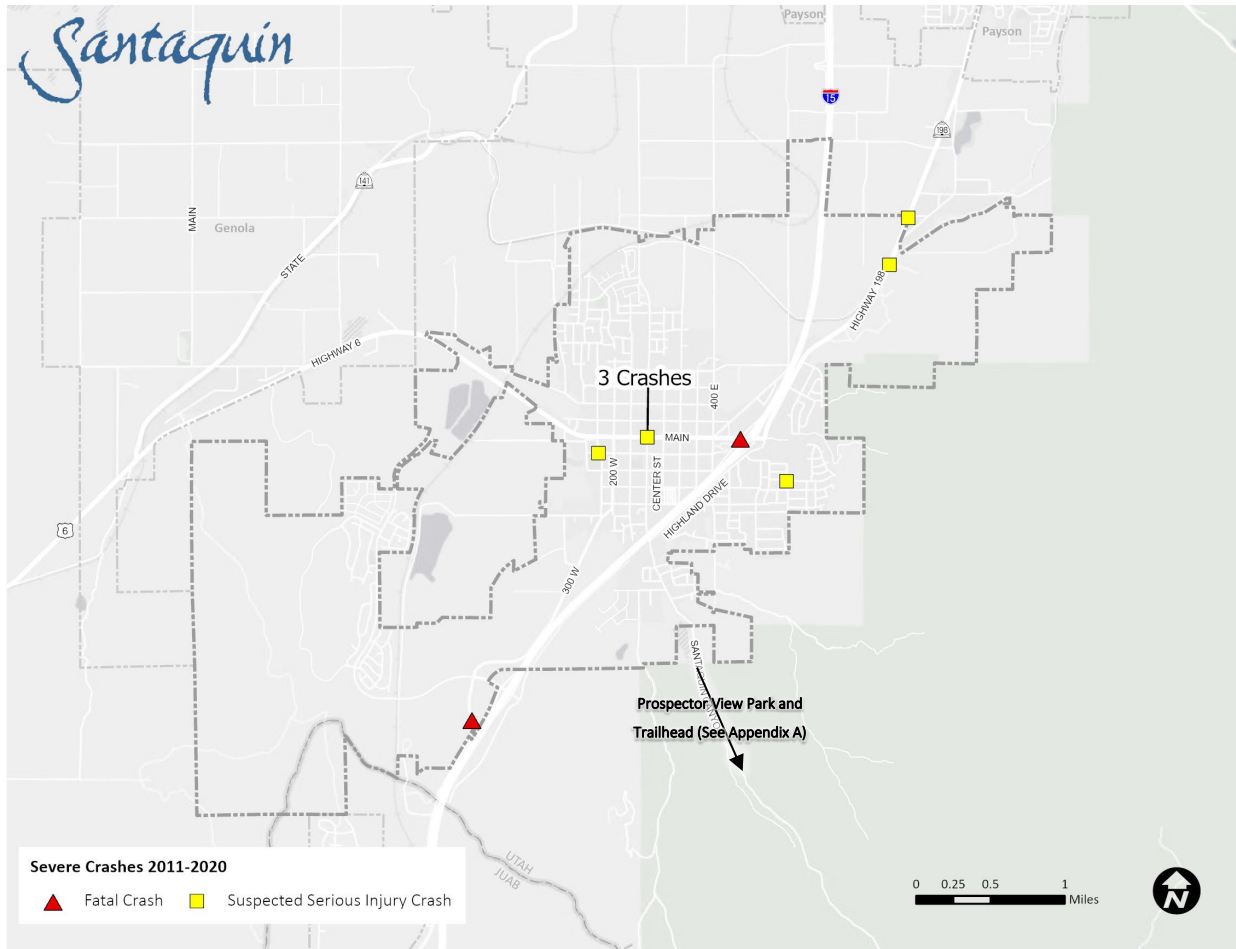 Santaquin
Payson
Payson
15
198
141
MAIN
Genola
STATE
HIGHWAY 198
HIGHWAY 6
3 Crashes
400 E
MAIN
200 W
CENTER ST
HIGHLAND DRIVE
6
300 W
Prospector View Park and
Trailhead (See Appendix A)
UTAH
JUAB
Severe Crashes 2011-2020
Fatal Crash Suspected Serious Injury Crash
0 0.25 0.5 1
Miles
N